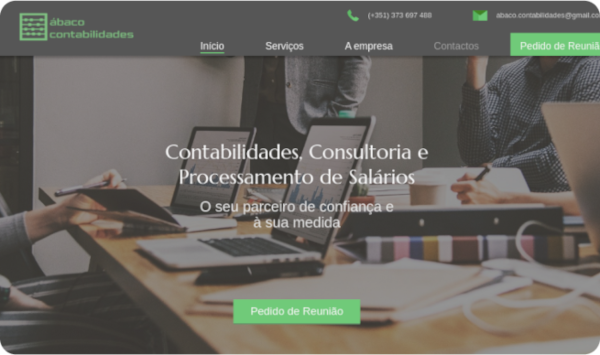 ábaco
contabilidades
(+351) 373 697 488
abaco.contabilidades@gmail.co
Início
Serviços
A empresa
Contactos
Pedido de Reuniã
Contabilidades, Consultoria e
Processamento de Salários
O seu parceiro de confiança e
à sua medida
Pedido de Reunião